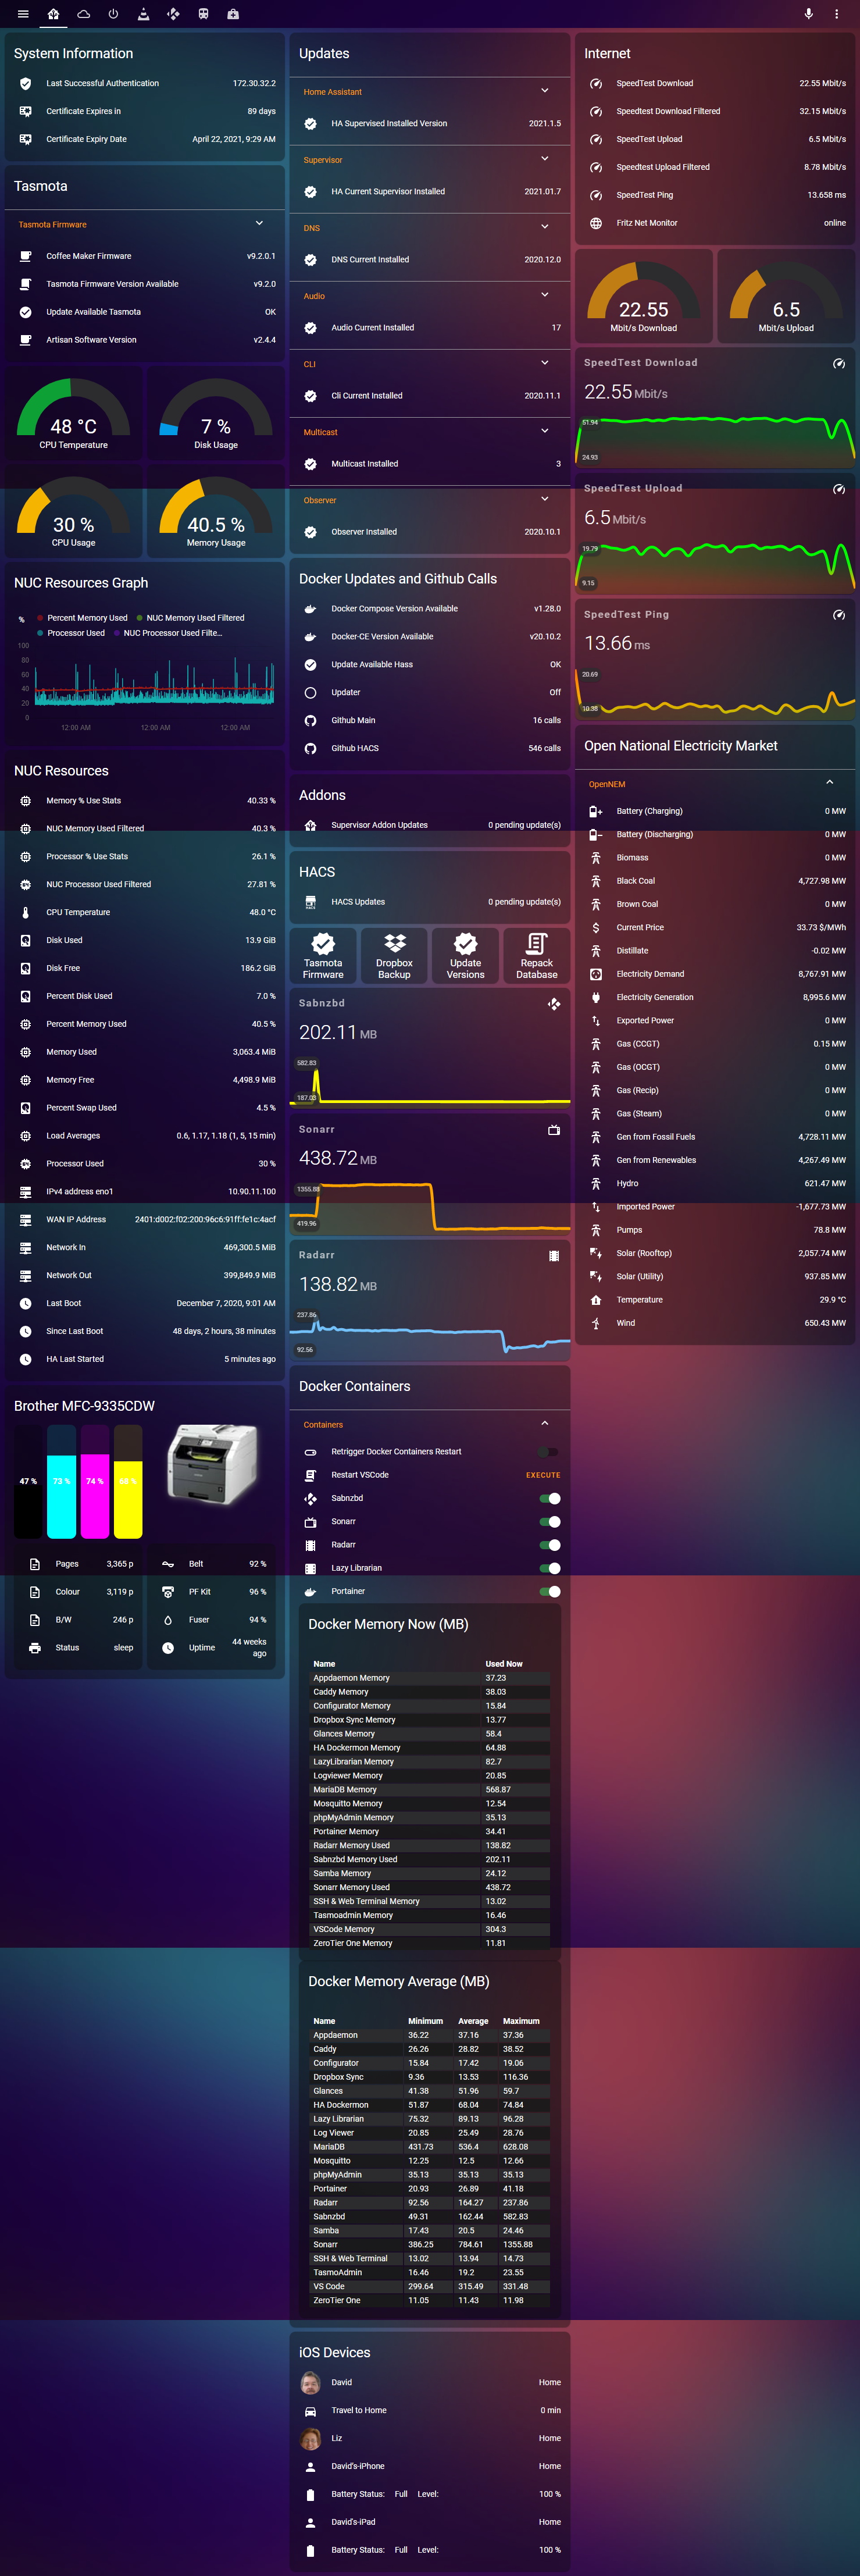 System Information
Last Successful Authentication 172.30.32.2
Certificate Expires in 89 days
Certificate Expiry Date April 22, 2021, 9:29 AM
Tasmota
Tasmota Firmware
Coffee Maker Firmware v9.2.0.1
Tasmota Firmware Version Available v9.2.0
Update Available Tasmota OK
Artisan Software Version v2.4.4
48 °C
CPU Temperature
7 %
Disk Usage
30 %
CPU Usage
40.5 %
Memory Usage
NUC Resources Graph
%
Percent Memory Used
NUC Memory Used Filtered
Processor Used
NUC Processor Used Filte...
100
80
60
40
20
0
12:00 AM 12:00 AM 12:00 AM
NUC Resources
Memory % Use Stats 40.33 %
NUC Memory Used Filtered 40.3 %
Processor % Use Stats 26.1 %
NUC Processor Used Filtered 27.81 %
CPU Temperature 48.0 °C
Disk Used 13.9 GiB
Disk Free 186.2 GiB
Percent Disk Used 7.0 %
Percent Memory Used 40.5 %
Memory Used 3,063.4 MiB
Memory Free 4,498.9 MiB
Percent Swap Used 4.5 %
Load Averages 0.6, 1.17, 1.18 (1, 5, 15 min)
Processor Used 30 %
IPv4 address eno1 10.90.11.100
WAN IP Address 2401:d002:f02:200:96c6:91ff:fe1c:4acf
Network In 469,300.5 MiB
Network Out 399,849.9 MiB
Last Boot December 7, 2020, 9:01 AM
Since Last Boot 48 days, 2 hours, 38 minutes
HA Last Started 5 minutes ago
Brother MFC-9335CDW
47 %
73 %
74 %
Pages 3,365 p
Colour 3,119 p
B/W 246 p
Status sleep
Belt 92 %
PF Kit 96 %
Fuser 94 %
Uptime 44 weeks ago
Updates
Home Assistant
HA Supervised Installed Version 2021.1.5
Supervisor
HA Current Supervisor Installed 2021.01.7
DNS
DNS Current Installed 2020.12.0
Audio
Audio Current Installed 17
CLI
Cli Current Installed 2020.11.1
Multicast
Multicast Installed 3
Observer
Observer Installed 2020.10.1
Docker Updates and Github Calls
Docker Compose Version Available v1.28.0
Docker-CE Version Available v20.10.2
Update Available Hass OK
Updater Off
Github Main 16 calls
Github HACS 546 calls
Addons
Supervisor Addon Updates 0 pending update(s)
HACS
HACS Updates 0 pending update(s)
Tasmota Firmware
Dropbox Backup
Update Versions
Repack Database
Sabnzbd
202.11 MB
582.83
187.03
Sonarr
438.72 MB
1355.88
419.96
Radarr
138.82 MB
237.86
92.56
Docker Containers
Containers
Retrigger Docker Containers Restart
Restart VSCode EXECUTE
Sabnzbd
Sonarr
Radarr
Lazy Librarian
Portainer
Docker Memory Now (MB)
Name Used Now
Appdaemon Memory 37.23
Caddy Memory 38.03
Configurator Memory 15.84
Dropbox Sync Memory 13.77
Glances Memory 58.4
HA Dockermon Memory 64.88
LazyLibrarian Memory 82.7
Logviewer Memory 20.85
MariaDB Memory 568.87
Mosquitto Memory 12.54
phpMyAdmin Memory 35.13
Portainer Memory 34.41
Radarr Memory Used 138.82
Sabnzbd Memory Used 202.11
Samba Memory 24.12
Sonarr Memory Used 438.72
SSH & Web Terminal Memory 13.02
Tasmoadmin Memory 16.46
VSCode Memory 304.3
ZeroTier One Memory 11.81
Docker Memory Average (MB)
Name Minimum Average Maximum
Appdaemon 36.22 37.16 37.36
Caddy 26.26 28.82 38.52
Configurator 15.84 17.42 19.06
Dropbox Sync 9.36 13.53 116.36
Glances 41.38 51.96 59.7
HA Dockermon 51.87 68.04 74.84
Lazy Librarian 75.32 89.13 96.28
Log Viewer 20.85 25.49 28.76
MariaDB 431.73 536.4 628.08
Mosquitto 12.25 12.5 12.66
phpMyAdmin 35.13 35.13 35.13
Portainer 20.93 26.89 41.18
Radarr 92.56 164.27 237.86
Sabnzbd 49.31 162.44 582.83
Samba 17.43 20.5 24.46
Sonarr 386.25 784.61 1355.88
SSH & Web Terminal 13.02 13.94 14.73
TasmoAdmin 16.46 19.2 23.55
VS Code 299.64 315.49 331.48
ZeroTier One 11.05 11.43 11.98
iOS Devices
David Home
Travel to Home 0 min
Liz Home
David's-iPhone Home
Battery Status: Full Level: 100 %
David's-iPad Home
Battery Status: Full Level: 100 %
Internet
SpeedTest Download 22.55 Mbit/s
Speedtest Download Filtered 32.15 Mbit/s
SpeedTest Upload 6.5 Mbit/s
Speedtest Upload Filtered 8.78 Mbit/s
SpeedTest Ping 13.658 ms
Fritz Net Monitor online
22.55
Mbit/s Download
6.5
Mbit/s Upload
SpeedTest Download
22.55 Mbit/s
51.94
24.93
SpeedTest Upload
6.5 Mbit/s
19.79
9.15
SpeedTest Ping
13.66 ms
20.69
10.38
Open National Electricity Market
OpenNEM
Battery (Charging) 0 MW
Battery (Discharging) 0 MW
Biomass 0 MW
Black Coal 4,727.98 MW
Brown Coal 0 MW
Current Price 33.73 $/MWh
Distillate -0.02 MW
Electricity Demand 8,767.91 MW
Electricity Generation 8,995.6 MW
Exported Power 0 MW
Gas (CCGT) 0.15 MW
Gas (OCGT) 0 MW
Gas (Recip) 0 MW
Gas (Steam) 0 MW
Gen from Fossil Fuels 4,728.11 MW
Gen from Renewables 4,267.49 MW
Hydro 621.47 MW
Imported Power -1,677.73 MW
Pumps 78.8 MW
Solar (Rooftop) 2,057.74 MW
Solar (Utility) 937.85 MW
Temperature 29.9 °C
Wind 650.43 MW